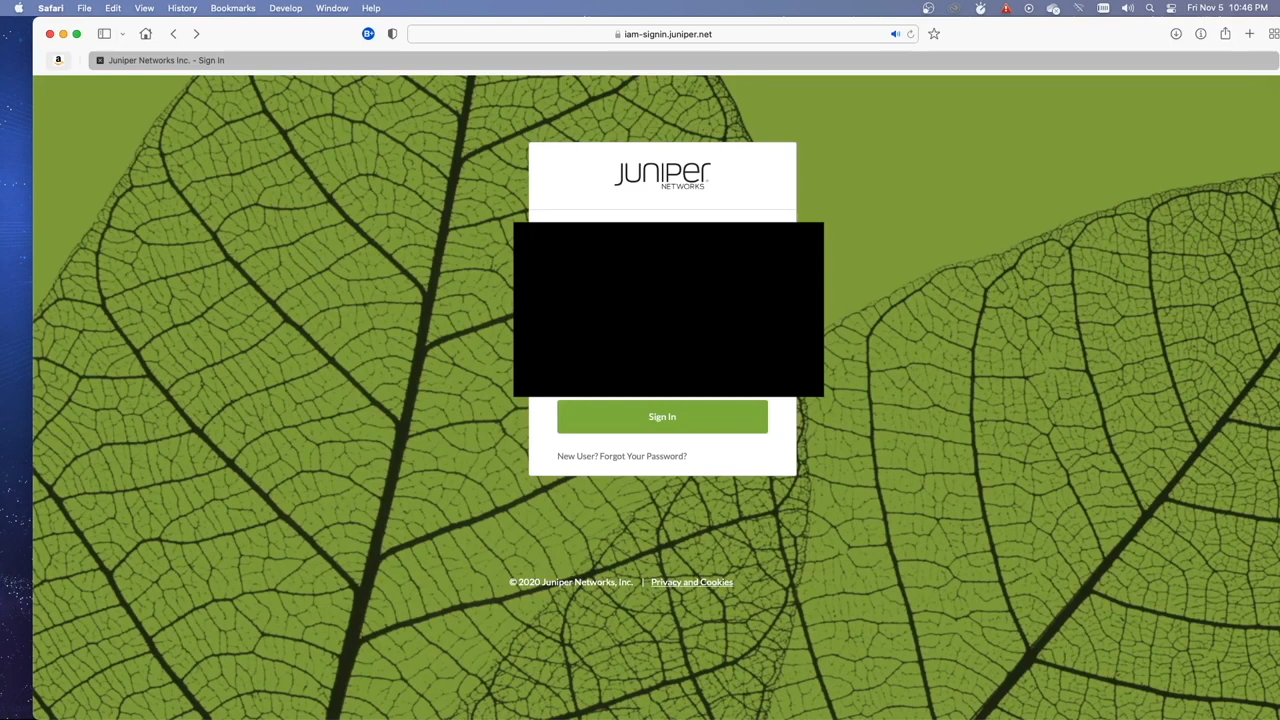 Safari File Edit View History Bookmarks Develop Window Help Fri Nov 5 10:46 PM
B+ iam-signin.juniper.net
a Juniper Networks Inc. - Sign In
JUNIPER
NETWORKS
Sign In
New User? Forgot Your Password?
© 2020 Juniper Networks, Inc. | Privacy and Cookies